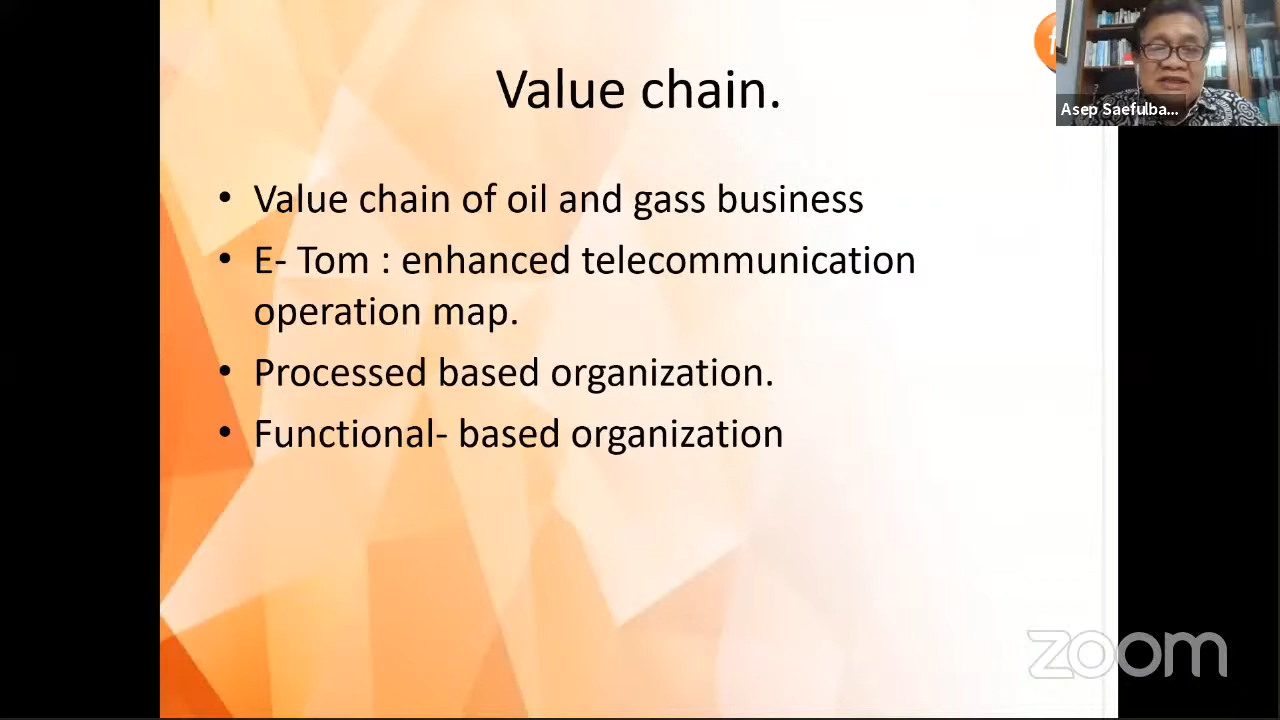 Value chain.
Asep Saefulba...
• Value chain of oil and gass business
• E- Tom : enhanced telecommunication
operation map.
• Processed based organization.
• Functional- based organization
zoom